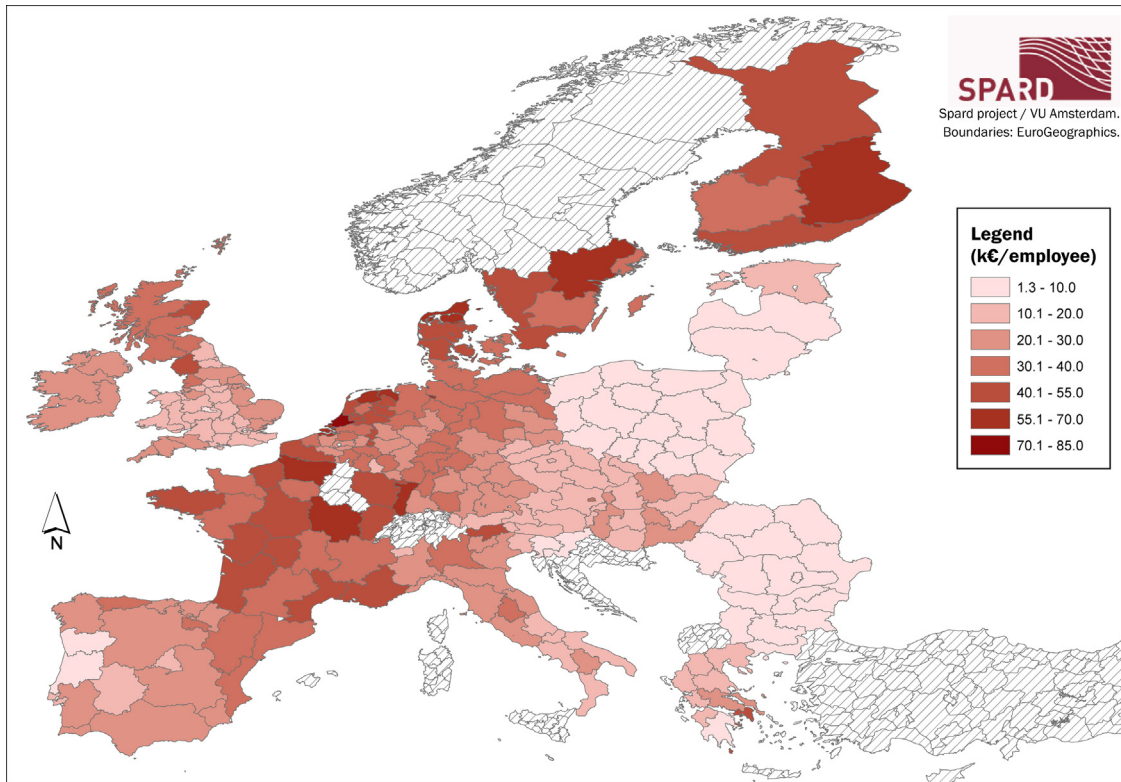 SPARD
Spard project / VU Amsterdam.
Boundaries: EuroGeographics.
Legend
(k€/employee)
1.3 - 10.0
10.1 - 20.0
20.1 - 30.0
30.1 - 40.0
40.1 - 55.0
55.1 - 70.0
70.1 - 85.0
N